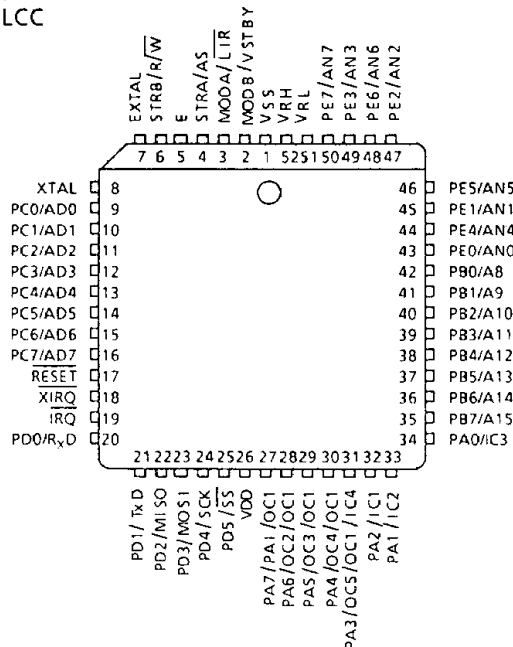 LCC
EXTAL
STRB/R/W
E
STRA/AS
MODA/LIR
MODB/VSTBY
VSS
VRH
VRL
PE7/AN7
PE3/AN3
PE6/AN6
PE2/AN2
7 6 5 4 3 2 1 52 51 50 49 48 47
XTAL 8
PC0/AD0 9
PC1/AD1 10
PC2/AD2 11
PC3/AD3 12
PC4/AD4 13
PC5/AD5 14
PC6/AD6 15
PC7/AD7 16
RESET 17
XIRQ 18
IRQ 19
PD0/RxD 20
46 PE5/AN5
45 PE1/AN1
44 PE4/AN4
43 PE0/AN0
42 PB0/A8
41 PB1/A9
40 PB2/A10
39 PB3/A11
38 PB4/A12
37 PB5/A13
36 PB6/A14
35 PB7/A15
34 PA0/IC3
21 22 23 24 25 26 27 28 29 30 31 32 33
PD1/TxD
PD2/MISO
PD3/MOSI
PD4/SCK
PD5/SS
VDD
PA7/PA1/OC1
PA6/OC2/OC1
PA5/OC3/OC1
PA4/OC4/OC1
PA3/OC5/OC1/IC4
PA2/IC1
PA1/IC2